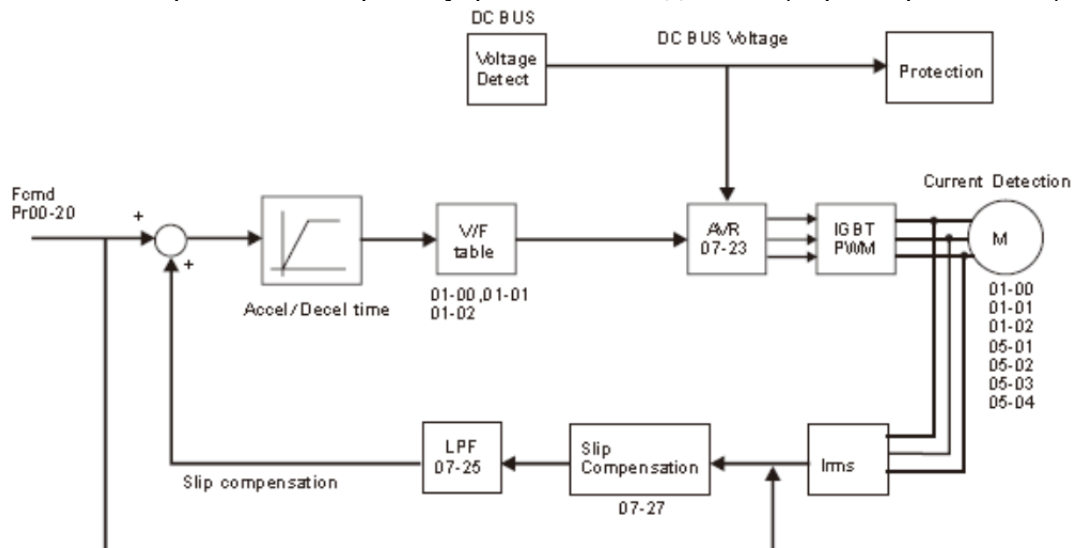 DC BUS
Voltage
Detect
DC BUS Voltage
Protection
Fcmd
Pr00-20
+
+
Accel/Decel time
V/F
table
01-00,01-01
01-02
AVR
07-23
IGBT
PWM
Current Detection
M
01-00
01-01
01-02
05-01
05-02
05-03
05-04
LPF
07-25
Slip
Compensation
07-27
Irms
Slip compensation